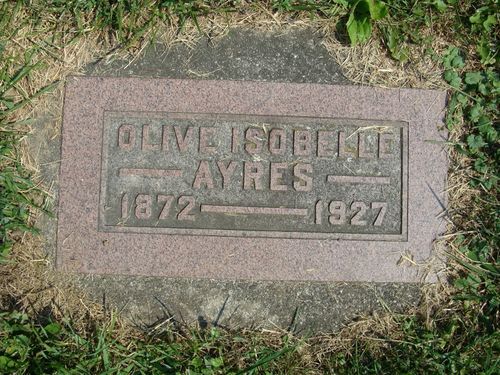 OLIVE ISOBELLE
AYRES
1872 — 1927